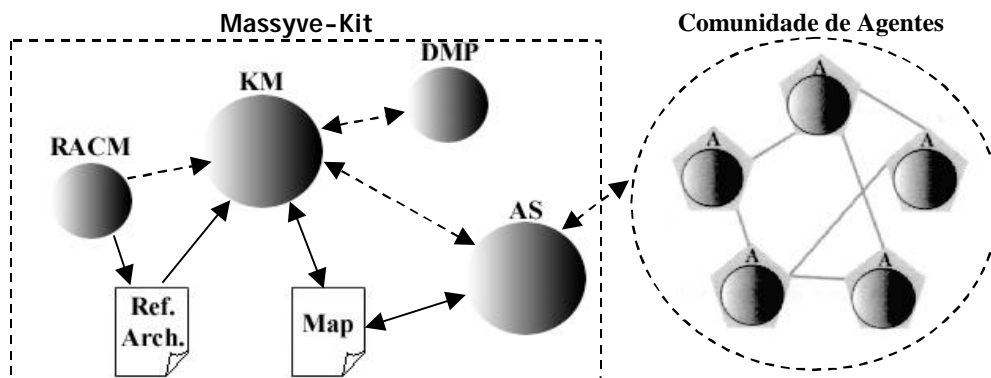 Massyve-Kit
Comunidade de Agentes
DMP
KM
RACM
AS
Ref.
Arch.
Map
A
A
A
A
A